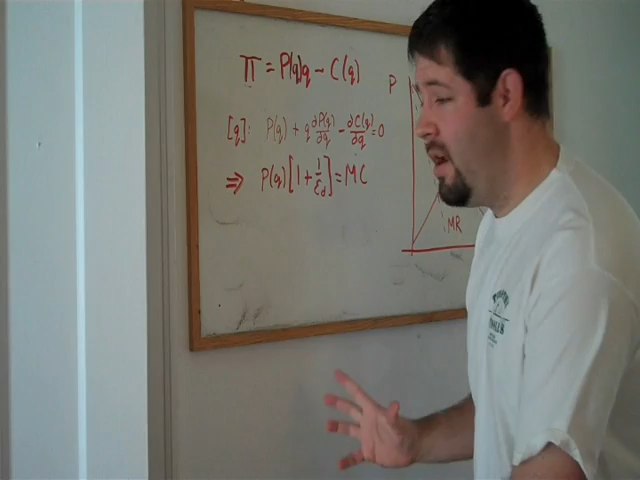 Π = P(q)q - C(q)
P
[q]: P(q) + q ∂P(q)/∂q - ∂C(q)/∂q = 0
⇒ P(q)[1 + 1/εd] = MC
MR